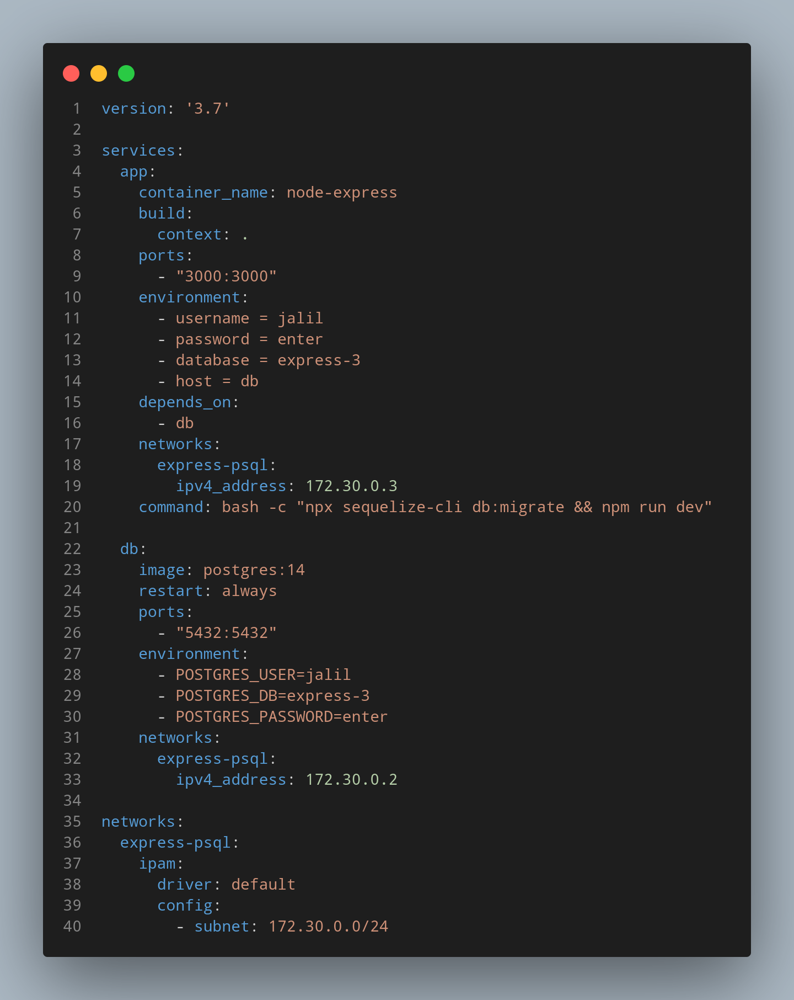 1 version: '3.7'
2
3 services:
4   app:
5     container_name: node-express
6     build:
7       context: .
8     ports:
9       - "3000:3000"
10     environment:
11       - username = jalil
12       - password = enter
13       - database = express-3
14       - host = db
15     depends_on:
16       - db
17     networks:
18       express-psql:
19         ipv4_address: 172.30.0.3
20     command: bash -c "npx sequelize-cli db:migrate && npm run dev"
21
22   db:
23     image: postgres:14
24     restart: always
25     ports:
26       - "5432:5432"
27     environment:
28       - POSTGRES_USER=jalil
29       - POSTGRES_DB=express-3
30       - POSTGRES_PASSWORD=enter
31     networks:
32       express-psql:
33         ipv4_address: 172.30.0.2
34
35 networks:
36   express-psql:
37     ipam:
38       driver: default
39       config:
40         - subnet: 172.30.0.0/24